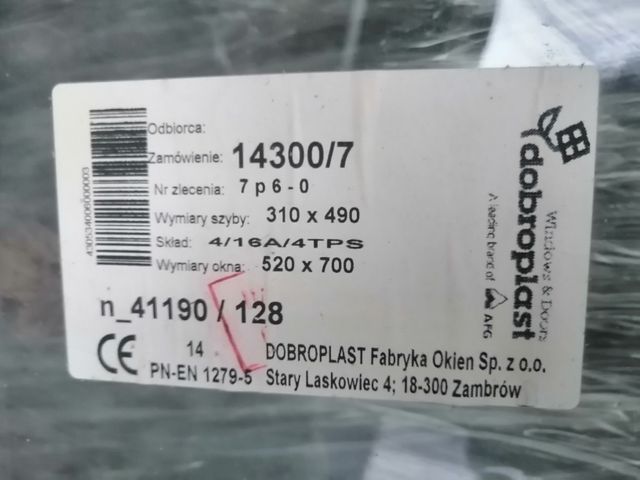 Odbiorca:
Zamówienie: 14300/7
Nr zlecenia: 7 p 6 - 0
Wymiary szyby: 310 x 490
Skład: 4/16A/4TPS
Wymiary okna: 520 x 700
n_41190 / 128
CE 14
PN-EN 1279-5
DOBROPLAST Fabryka Okien Sp. z o.o.
Stary Laskowiec 4; 18-300 Zambrów
dobroplast
Windows & Doors
A leading brand of AFG